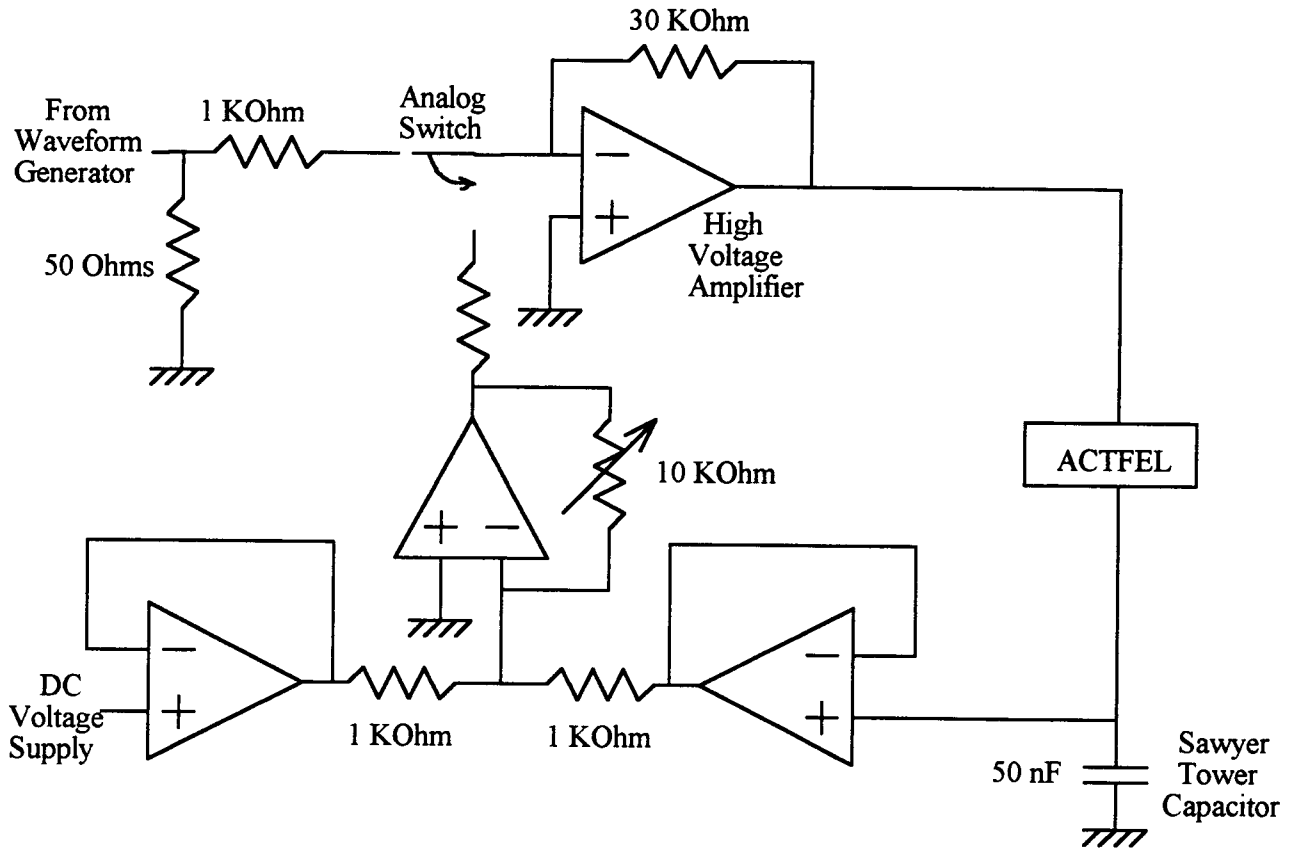 30 KOhm
From
Waveform
Generator
1 KOhm
Analog
Switch
−
+
High
Voltage
Amplifier
50 Ohms
10 KOhm
ACTFEL
+ −
−
+
DC
Voltage
Supply
1 KOhm
1 KOhm
−
+
50 nF
Sawyer
Tower
Capacitor